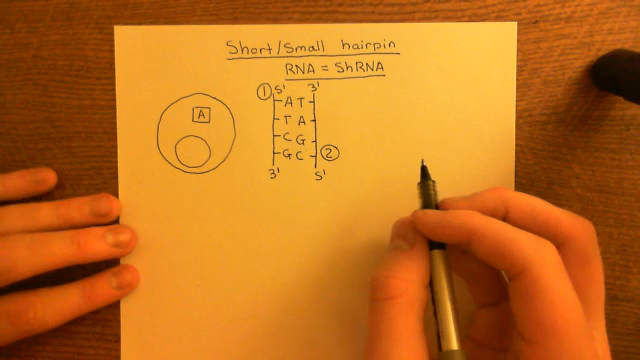 Short/Small hairpin
RNA = ShRNA
① 5' 3'
A
A T
T A
C G
G C ②
3' 5'